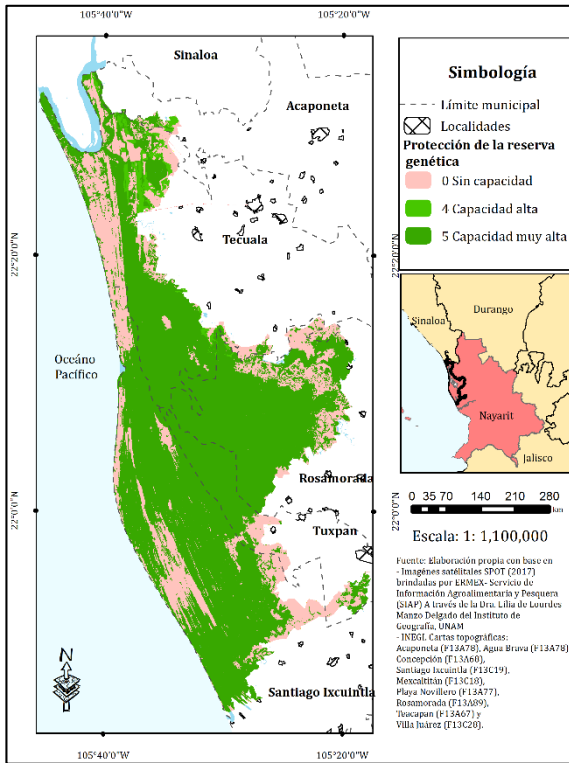 105°40'0"W
105°20'0"W
Sinaloa
Acaponeta
Tecuala
22°20'0"N
22°20'0"N
Océano
Pacífico
Rosamorada
22°0'0"N
22°0'0"N
Tuxpan
Santiago Ixcuintla
N
105°40'0"W
105°20'0"W
Simbología
Límite municipal
Localidades
Protección de la reserva
genética
0 Sin capacidad
4 Capacidad alta
5 Capacidad muy alta
Durango
Sinaloa
Nayarit
Jalisco
0 35 70 140 210 280
km
Escala: 1: 1,100,000
Fuente: Elaboración propia con base en
- Imagénes satélitales SPOT (2017)
brindadas por ERMEX- Servicio de
Información Agroalimentaria y Pesquera
(SIAP) A través de la Dra. Lilia de Lourdes
Manzo Delgado del Instituto de
Geografía, UNAM
- INEGI. Cartas topográficas:
Acaponeta (F13A78), Agua Brava (F13A78)
Concepción (F13A68),
Santiago Ixcuintla (F13C19),
Mexcaltitán (F13C18),
Playa Novillero (F13A77),
Rosamorada (F13A89),
Teacapan (F13A67) y
Villa Juárez (F13C28).